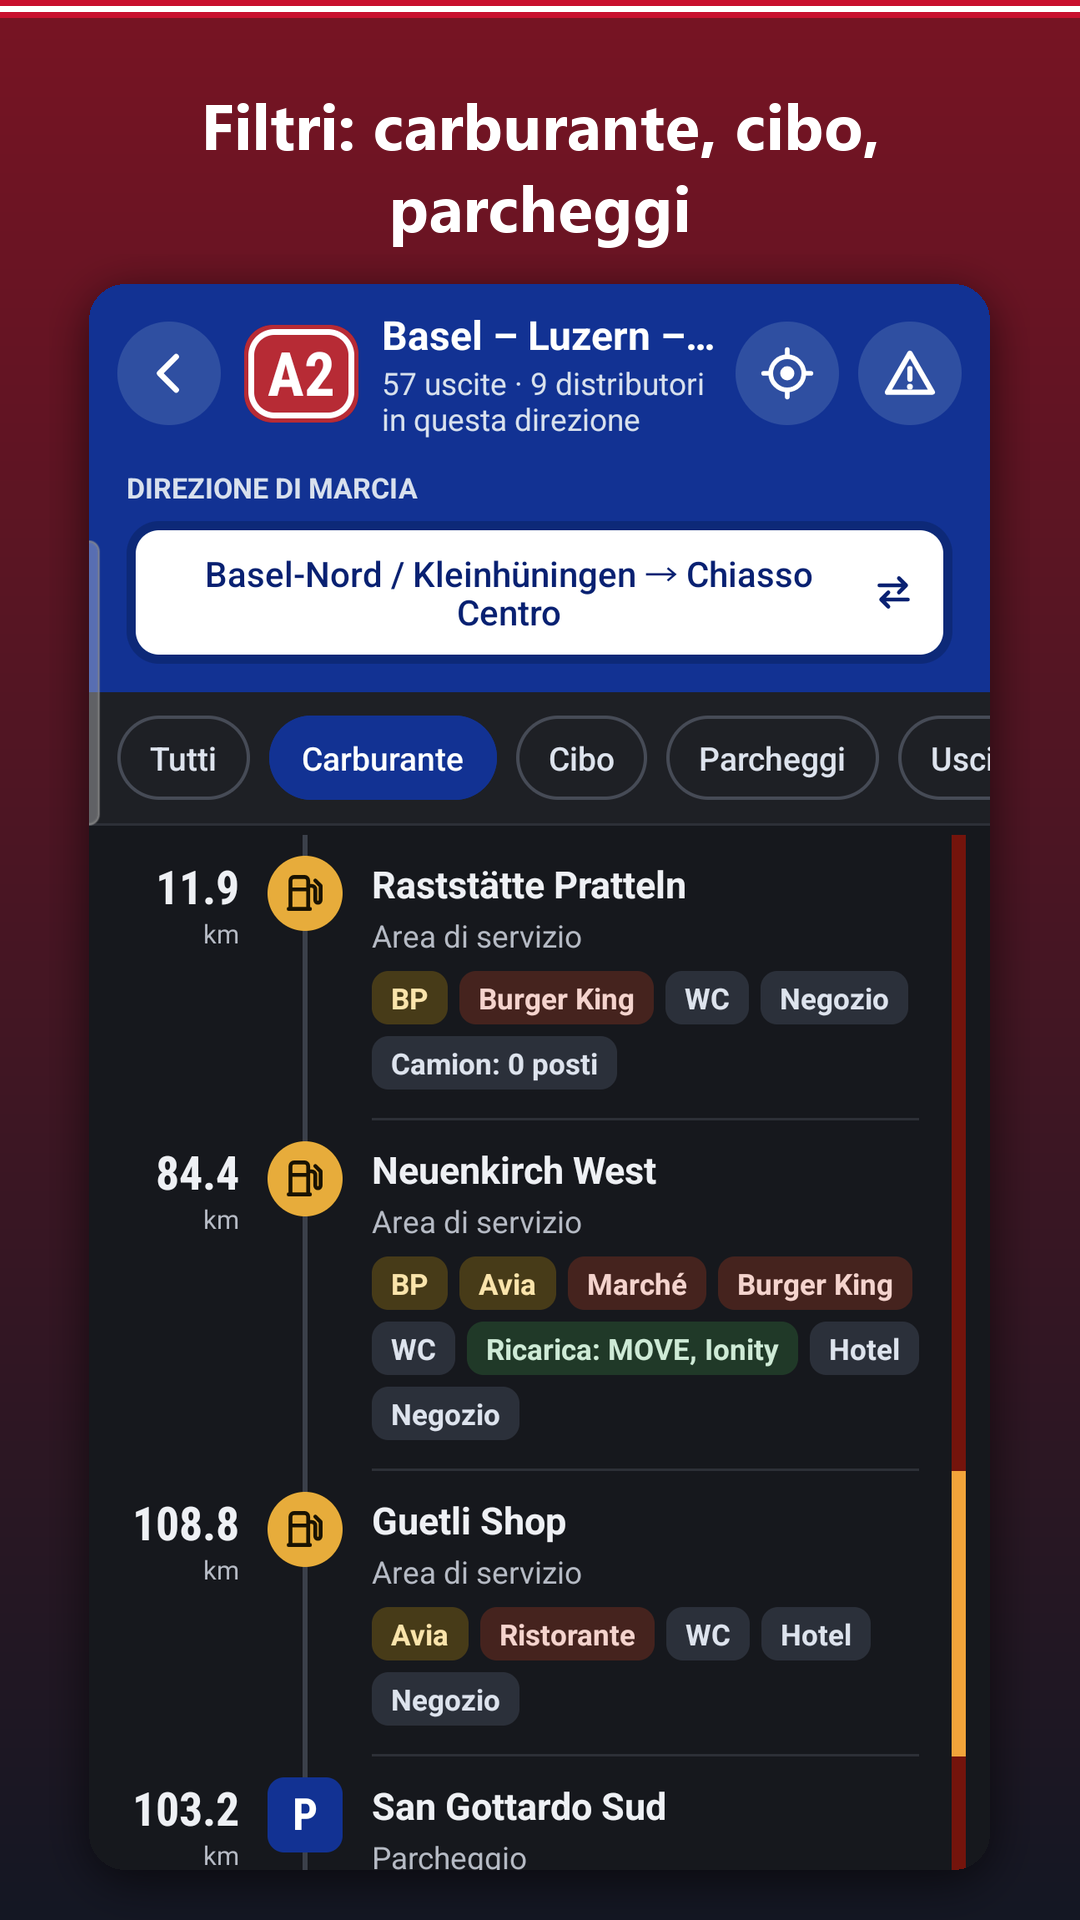 Filtri: carburante, cibo,
parcheggi
A2
Basel – Luzern –...
57 uscite · 9 distributori
in questa direzione
DIREZIONE DI MARCIA
Basel-Nord / Kleinhüningen → Chiasso
Centro
Tutti
Carburante
Cibo
Parcheggi
Usci
11.9
km
Raststätte Pratteln
Area di servizio
BP
Burger King
WC
Negozio
Camion: 0 posti
84.4
km
Neuenkirch West
Area di servizio
BP
Avia
Marché
Burger King
WC
Ricarica: MOVE, Ionity
Hotel
Negozio
108.8
km
Guetli Shop
Area di servizio
Avia
Ristorante
WC
Hotel
Negozio
103.2
km
P
San Gottardo Sud
Parcheggio